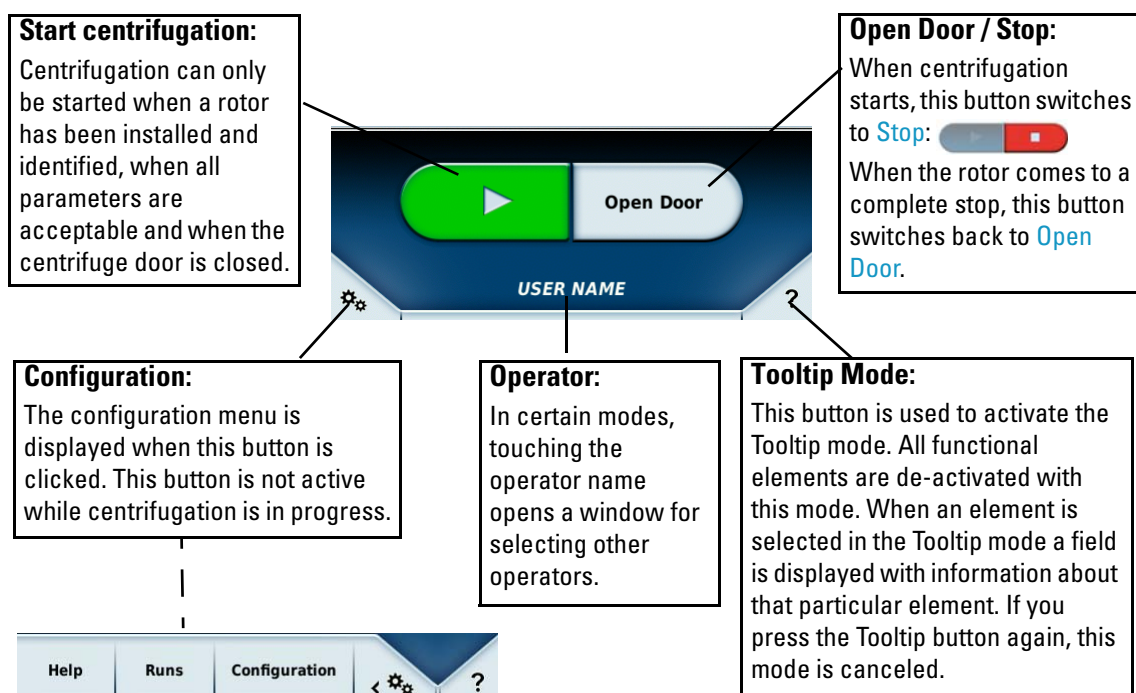 Start centrifugation:
Centrifugation can only
be started when a rotor
has been installed and
identified, when all
parameters are
acceptable and when the
centrifuge door is closed.
Open Door
USER NAME
?
Open Door / Stop:
When centrifugation
starts, this button switches
to Stop:
When the rotor comes to a
complete stop, this button
switches back to Open
Door.
Configuration:
The configuration menu is
displayed when this button is
clicked. This button is not active
while centrifugation is in progress.
Operator:
In certain modes,
touching the
operator name
opens a window for
selecting other
operators.
Tooltip Mode:
This button is used to activate the
Tooltip mode. All functional
elements are de-activated with
this mode. When an element is
selected in the Tooltip mode a field
is displayed with information about
that particular element. If you
press the Tooltip button again, this
mode is canceled.
Help Runs Configuration < ?